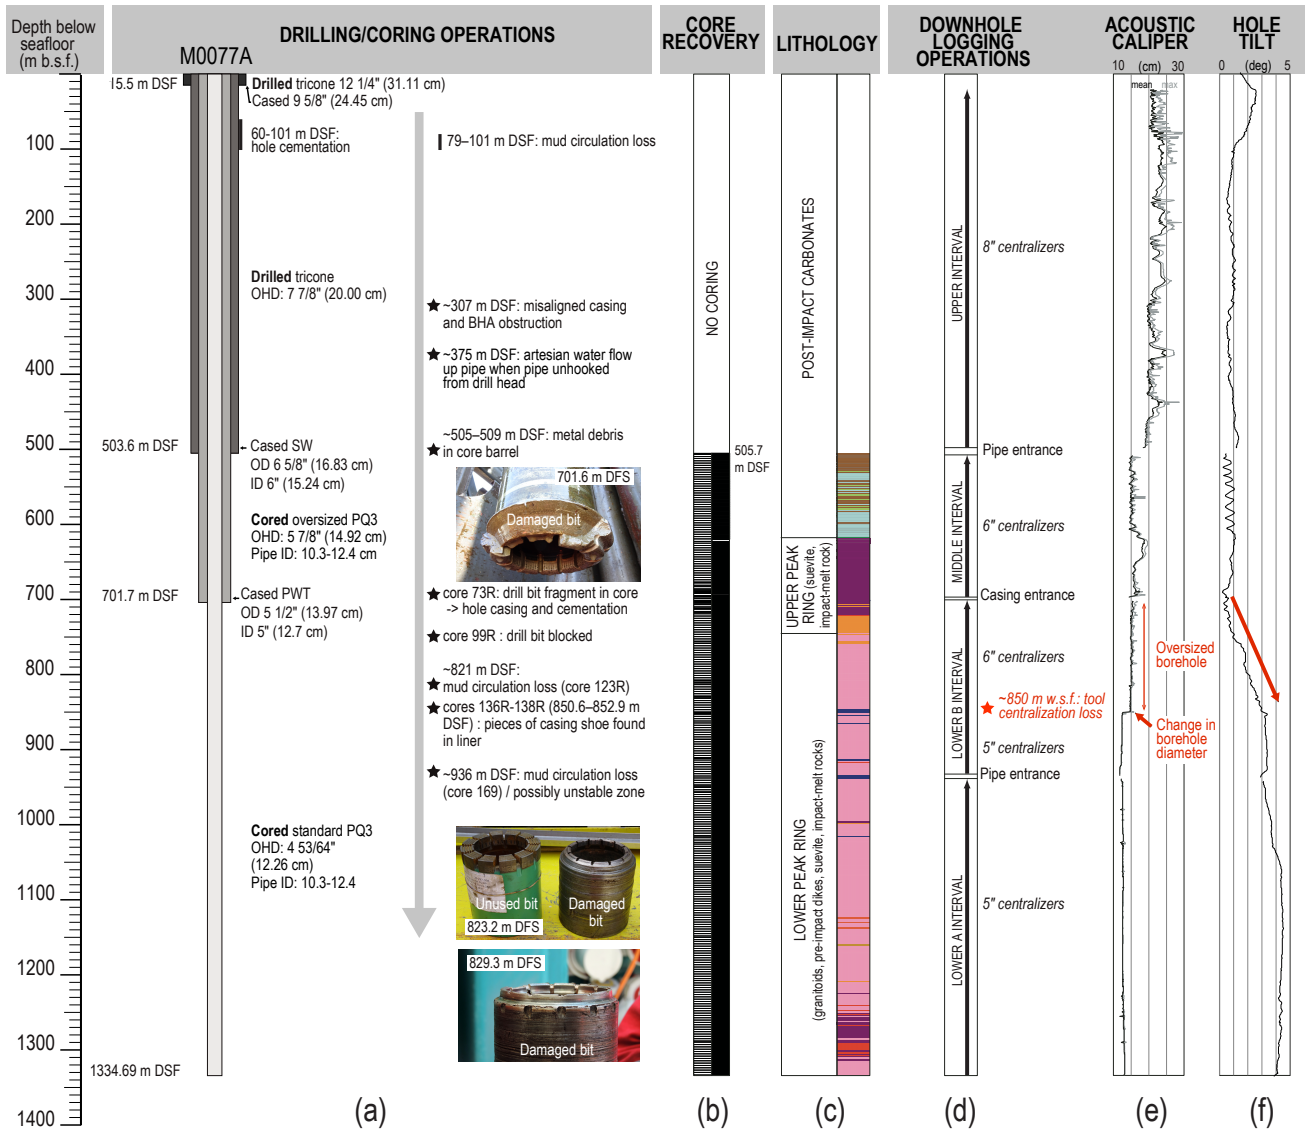 Depth below
seafloor
(m b.s.f.)
DRILLING/CORING OPERATIONS
M0077A
CORE
RECOVERY
LITHOLOGY
DOWNHOLE
LOGGING
OPERATIONS
ACOUSTIC
CALIPER
HOLE
TILT
10 (cm) 30
0 (deg) 5
mean max
100
200
300
400
500
600
700
800
900
1000
1100
1200
1300
1400
15.5 m DSF
503.6 m DSF
701.7 m DSF
1334.69 m DSF
Drilled tricone 12 1/4" (31.11 cm)
Cased 9 5/8" (24.45 cm)
60-101 m DSF:
hole cementation
Drilled tricone
OHD: 7 7/8" (20.00 cm)
Cased SW
OD 6 5/8" (16.83 cm)
ID 6" (15.24 cm)
Cored oversized PQ3
OHD: 5 7/8" (14.92 cm)
Pipe ID: 10.3-12.4 cm
Cased PWT
OD 5 1/2" (13.97 cm)
ID 5" (12.7 cm)
Cored standard PQ3
OHD: 4 53/64"
(12.26 cm)
Pipe ID: 10.3-12.4
79–101 m DSF: mud circulation loss
~307 m DSF: misaligned casing
and BHA obstruction
~375 m DSF: artesian water flow
up pipe when pipe unhooked
from drill head
~505–509 m DSF: metal debris
in core barrel
701.6 m DFS
Damaged bit
core 73R: drill bit fragment in core
-> hole casing and cementation
core 99R : drill bit blocked
~821 m DSF:
mud circulation loss (core 123R)
cores 136R-138R (850.6–852.9 m
DSF) : pieces of casing shoe found
in liner
~936 m DSF: mud circulation loss
(core 169) / possibly unstable zone
Unused bit
Damaged
bit
823.2 m DFS
829.3 m DFS
Damaged bit
NO CORING
505.7
m DSF
POST-IMPACT CARBONATES
UPPER PEAK
RING (suevite,
impact-melt rock)
LOWER PEAK RING
(granitoids, pre-impact dikes, suevite, impact-melt rocks)
UPPER INTERVAL
8" centralizers
Pipe entrance
MIDDLE INTERVAL
6" centralizers
Casing entrance
LOWER B INTERVAL
6" centralizers
~850 m w.s.f.: tool
centralization loss
5" centralizers
Pipe entrance
LOWER A INTERVAL
5" centralizers
Oversized
borehole
Change in
borehole
diameter
(a)
(b)
(c)
(d)
(e)
(f)